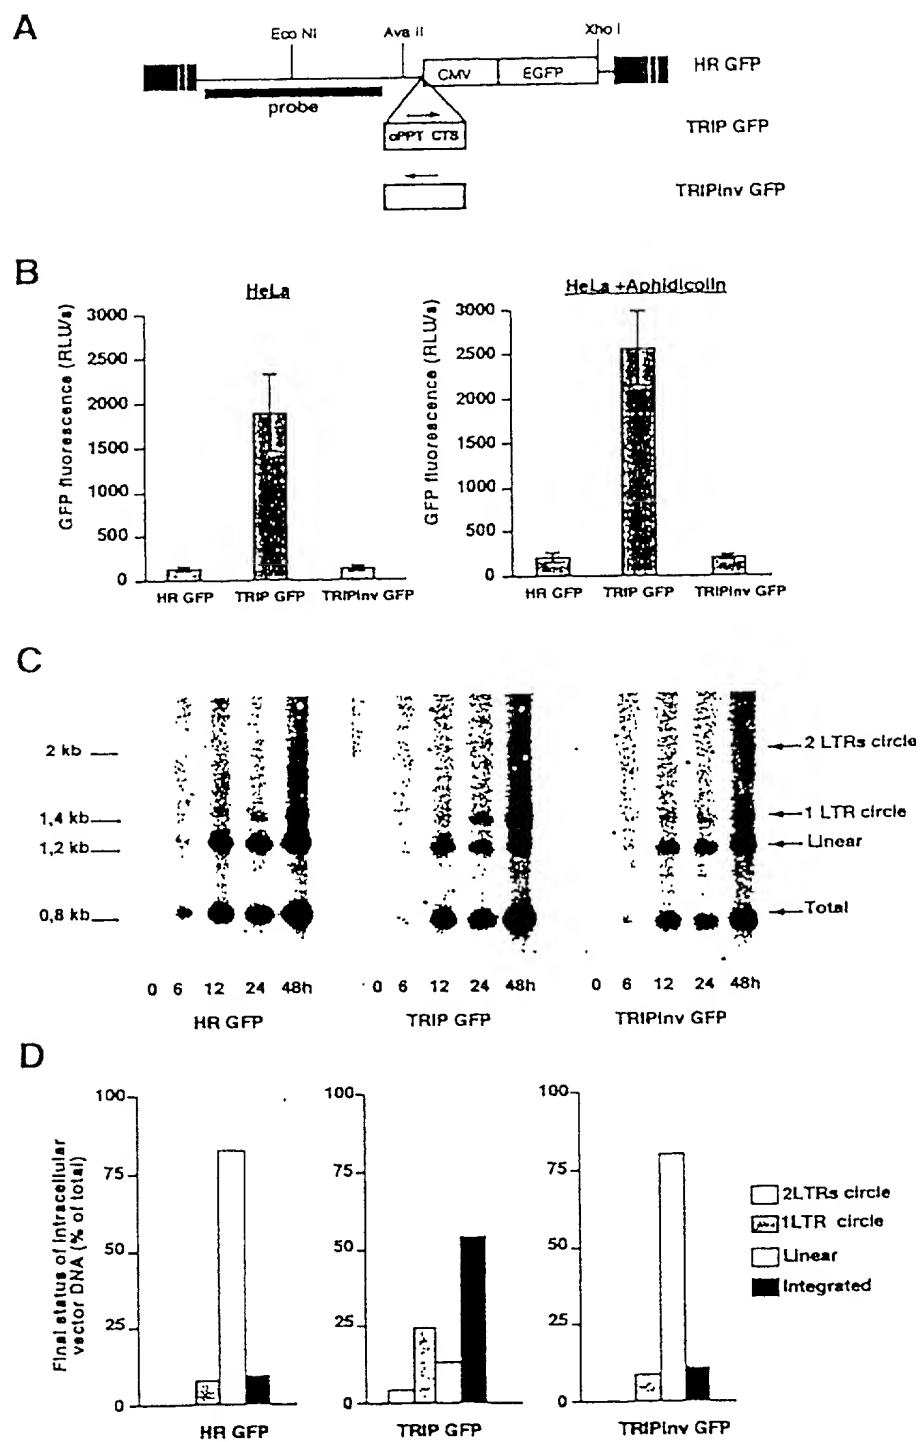 A
Eco NI
Ava II
Xho I
CMV
EGFP
HR GFP
probe
cPPT CTS
TRIP GFP
TRIPInv GFP
B
HeLa
HeLa +Aphidicolin
GFP fluorescence (RLU/s)
3000
2500
2000
1500
1000
500
0
HR GFP TRIP GFP TRIPInv GFP
GFP fluorescence (RLU/s)
3000
2500
2000
1500
1000
500
0
HR GFP TRIP GFP TRIPInv GFP
C
2 kb
1,4 kb
1,2 kb
0,8 kb
2 LTRs circle
1 LTR circle
Linear
Total
0 6 12 24 48h
0 6 12 24 48h
0 6 12 24 48h
HR GFP
TRIP GFP
TRIPInv GFP
D
Final status of intracellular
vector DNA (% of total)
100
75
50
25
0
HR GFP
100
75
50
25
0
TRIP GFP
100
75
50
25
0
TRIPInv GFP
2LTRs circle
1LTR circle
Linear
Integrated